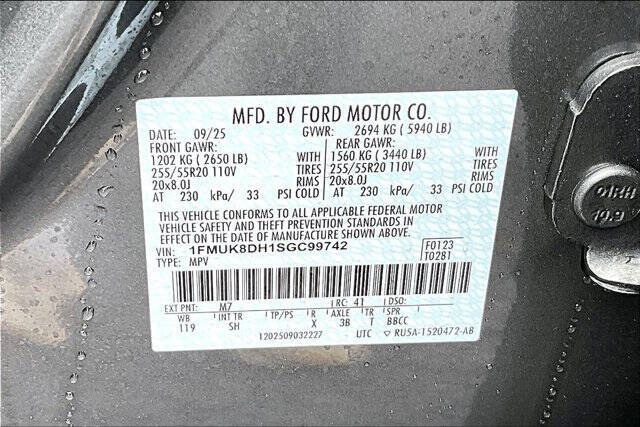 MFD. BY FORD MOTOR CO.
DATE: 09/25 GVWR: 2694 KG ( 5940 LB)
FRONT GAWR: REAR GAWR:
1202 KG ( 2650 LB) WITH 1560 KG ( 3440 LB) WITH
255/55R20 110V TIRES 255/55R20 110V TIRES
20x8.0J RIMS 20x8.0J RIMS
AT 230 kPa/ 33 PSI COLD AT 230 kPa/ 33 PSI COLD
THIS VEHICLE CONFORMS TO ALL APPLICABLE FEDERAL MOTOR
VEHICLE SAFETY AND THEFT PREVENTION STANDARDS IN EFFECT
ON THE DATE OF MANUFACTURE SHOWN ABOVE.
VIN: 1FMUK8DH1SGC99742 F0123
TYPE: MPV T0281
EXT PNT: M7 RC: 41 DSO:
WB INT TR TP/PS R AXLE TR SPR
119 SH X 3B T BBCC
1202509032227 UTC RU5A-1520472-AB
01RH
10.9